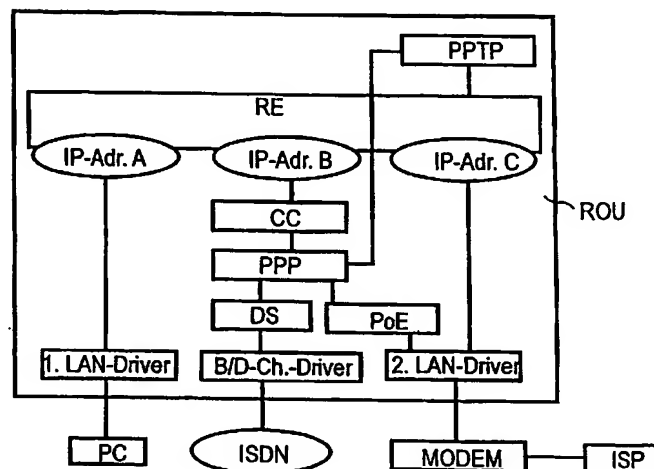 PPTP
RE
IP-Adr. A
IP-Adr. B
IP-Adr. C
ROU
CC
PPP
DS
PoE
1. LAN-Driver
B/D-Ch.-Driver
2. LAN-Driver
PC
ISDN
MODEM
ISP